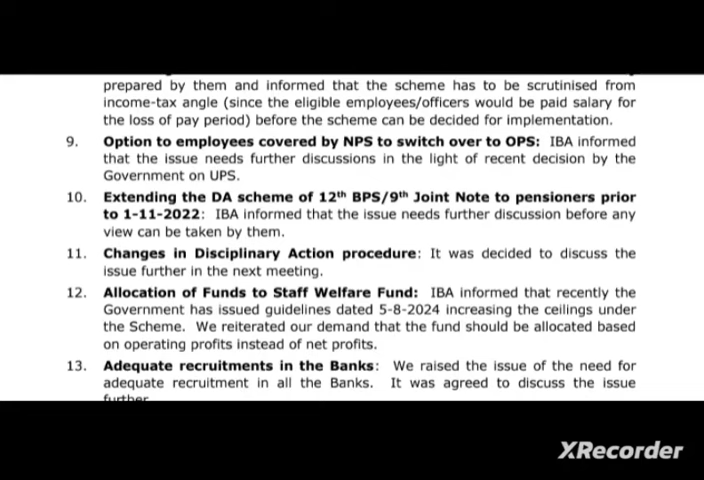 prepared by them and informed that the scheme has to be scrutinised from
income-tax angle (since the eligible employees/officers would be paid salary for
the loss of pay period) before the scheme can be decided for implementation.
9. Option to employees covered by NPS to switch over to OPS: IBA informed
that the issue needs further discussions in the light of recent decision by the
Government on UPS.
10. Extending the DA scheme of 12th BPS/9th Joint Note to pensioners prior
to 1-11-2022: IBA informed that the issue needs further discussion before any
view can be taken by them.
11. Changes in Disciplinary Action procedure: It was decided to discuss the
issue further in the next meeting.
12. Allocation of Funds to Staff Welfare Fund: IBA informed that recently the
Government has issued guidelines dated 5-8-2024 increasing the ceilings under
the Scheme. We reiterated our demand that the fund should be allocated based
on operating profits instead of net profits.
13. Adequate recruitments in the Banks: We raised the issue of the need for
adequate recruitment in all the Banks. It was agreed to discuss the issue
further.
XRecorder